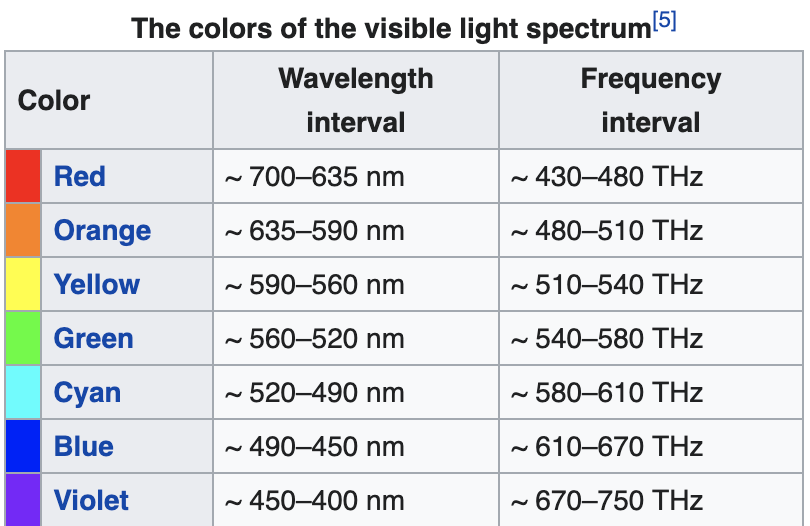 The colors of the visible light spectrum[5]
Color Wavelength interval Frequency interval
Red ~ 700–635 nm ~ 430–480 THz
Orange ~ 635–590 nm ~ 480–510 THz
Yellow ~ 590–560 nm ~ 510–540 THz
Green ~ 560–520 nm ~ 540–580 THz
Cyan ~ 520–490 nm ~ 580–610 THz
Blue ~ 490–450 nm ~ 610–670 THz
Violet ~ 450–400 nm ~ 670–750 THz